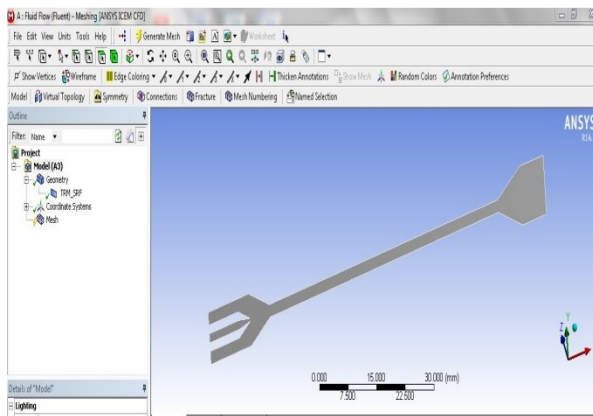 A : Fluid Flow (Fluent) - Meshing [ANSYS ICEM CFD]
File Edit View Units Tools Help Generate Mesh Worksheet
Show Vertices Wireframe Edge Coloring Thicken Annotations Show Mesh Random Colors Annotation Preferences
Model Virtual Topology Symmetry Connections Fracture Mesh Numbering Named Selection
Outline
Filter: Name
Project
Model (A3)
Geometry
TRM_SRF
Coordinate Systems
Mesh
ANSYS
Y
Z
0.000 15.000 30.000 (mm)
7.500 22.500
Details of "Model"
Lighting